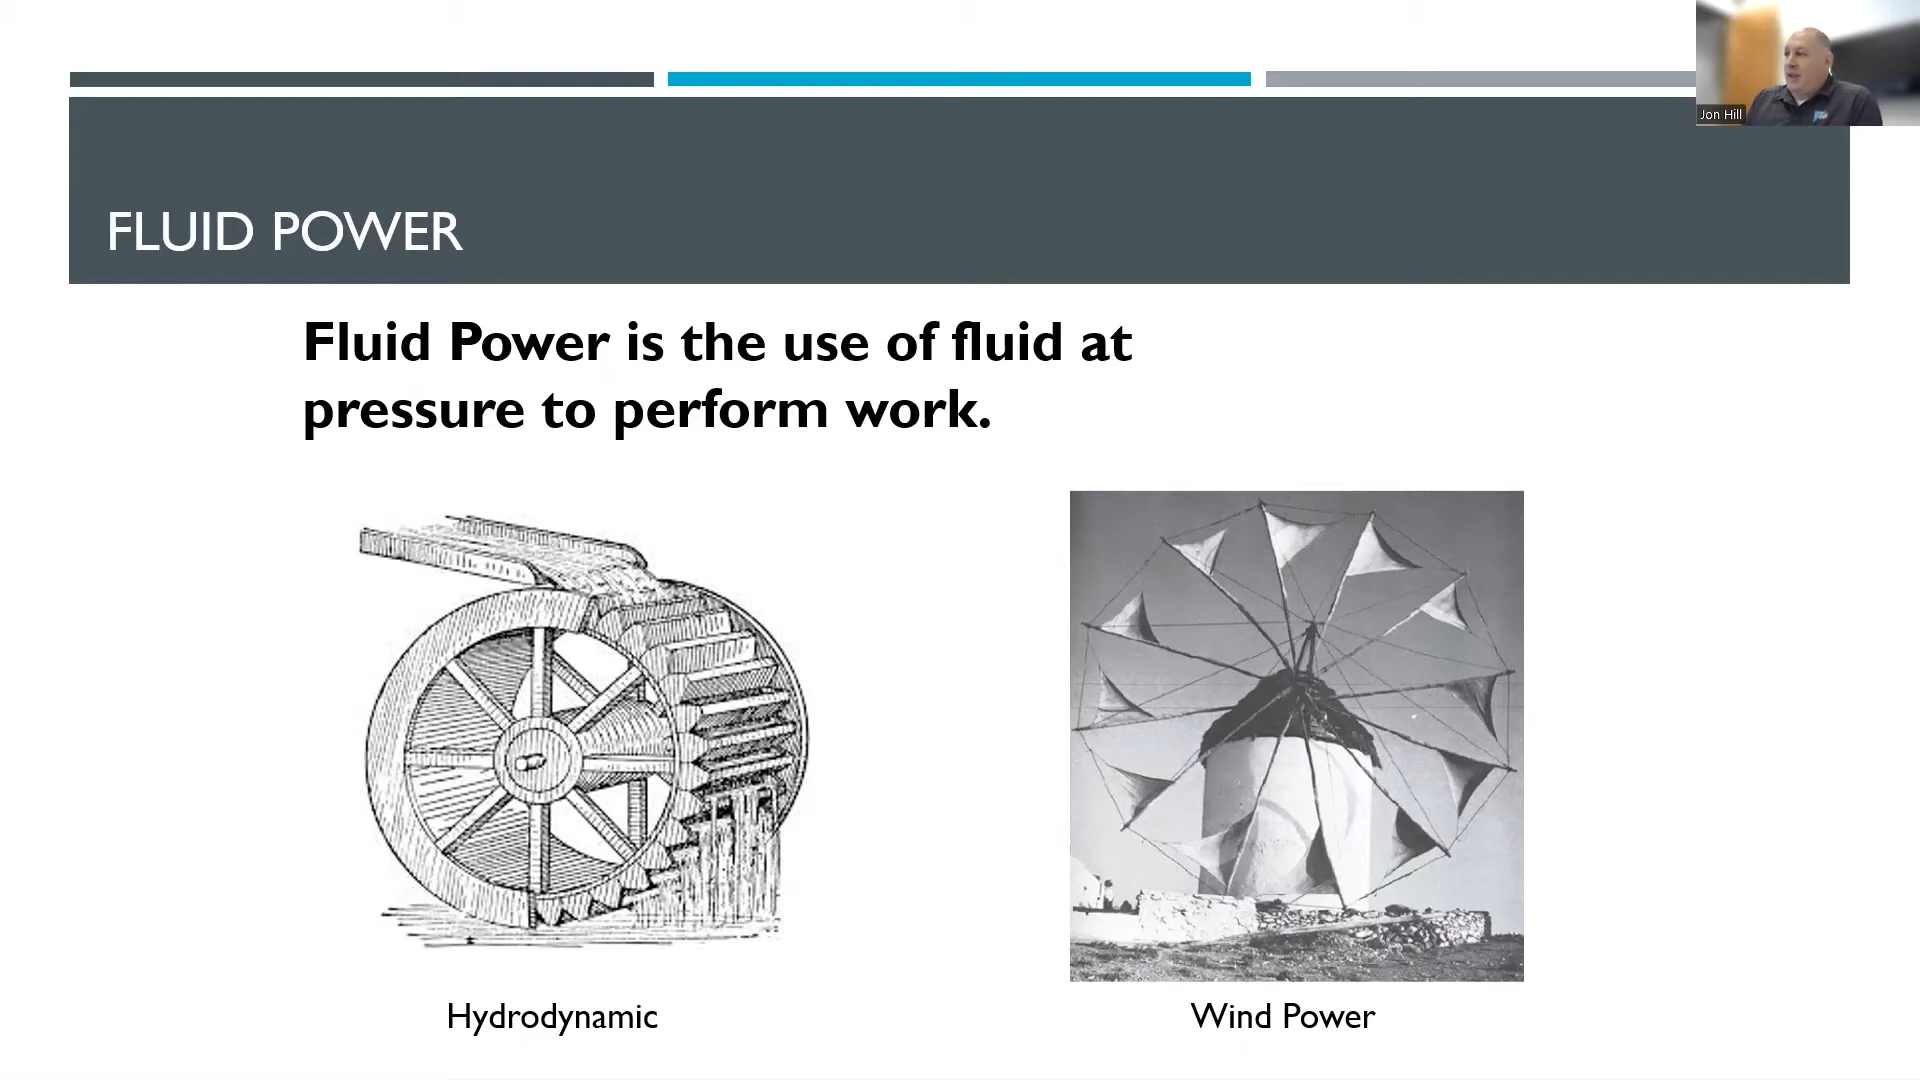 Jon Hill
FLUID POWER
Fluid Power is the use of fluid at
pressure to perform work.
Hydrodynamic
Wind Power